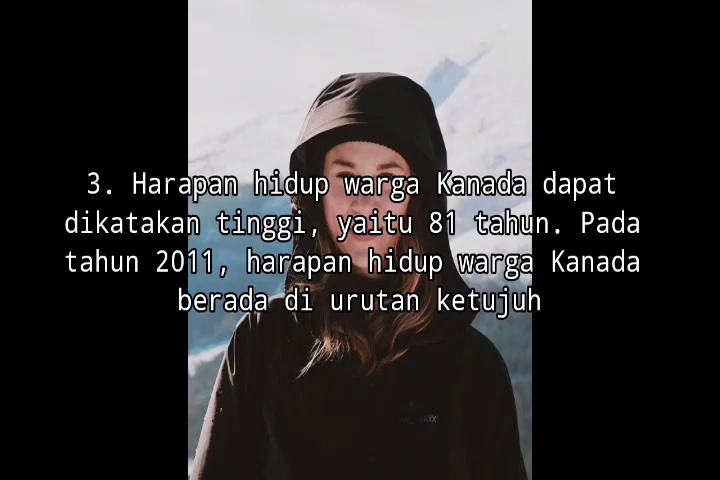 3. Harapan hidup warga Kanada dapat
dikatakan tinggi, yaitu 81 tahun. Pada
tahun 2011, harapan hidup warga Kanada
berada di urutan ketujuh